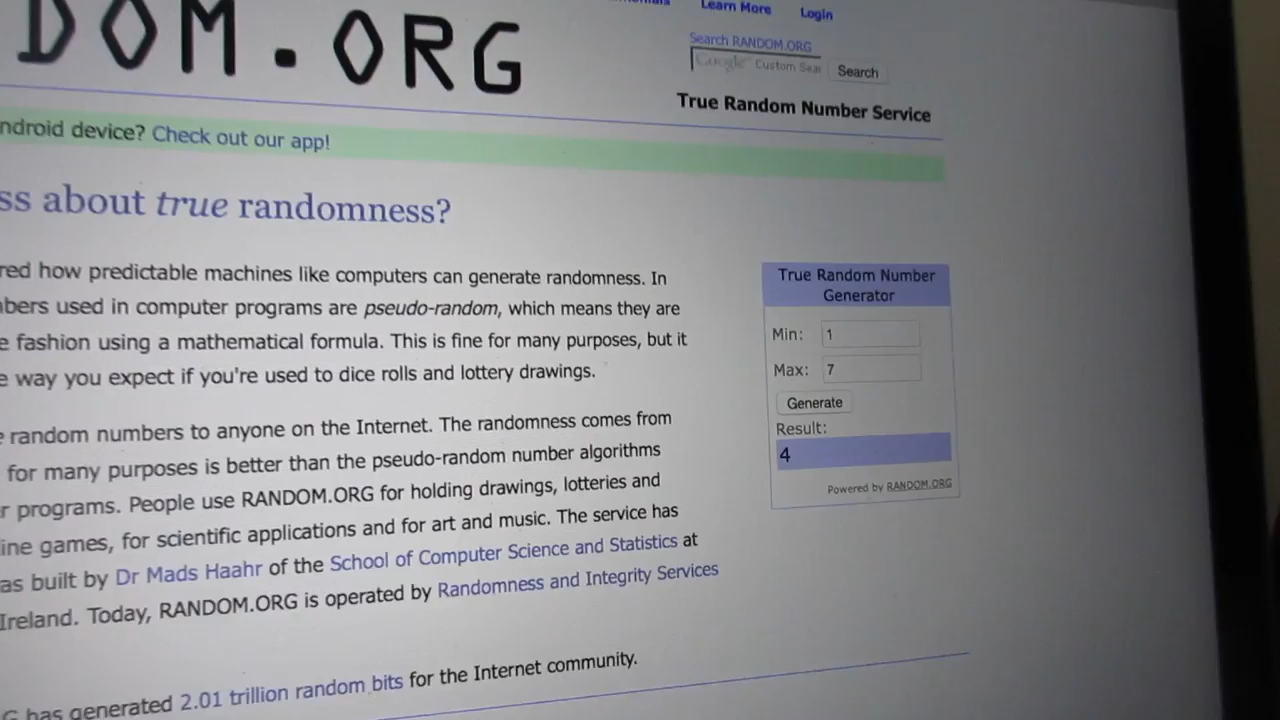 DOM.ORG
Learn More Login
Search RANDOM.ORG
Google Custom Sear Search
True Random Number Service
ndroid device? Check out our app!
ss about true randomness?
red how predictable machines like computers can generate randomness. In
bers used in computer programs are pseudo-random, which means they are
e fashion using a mathematical formula. This is fine for many purposes, but it
e way you expect if you're used to dice rolls and lottery drawings.
e random numbers to anyone on the Internet. The randomness comes from
for many purposes is better than the pseudo-random number algorithms
r programs. People use RANDOM.ORG for holding drawings, lotteries and
ine games, for scientific applications and for art and music. The service has
as built by Dr Mads Haahr of the School of Computer Science and Statistics at
Ireland. Today, RANDOM.ORG is operated by Randomness and Integrity Services
G has generated 2.01 trillion random bits for the Internet community.
True Random Number
Generator
Min: 1
Max: 7
Generate
Result:
4
Powered by RANDOM.ORG